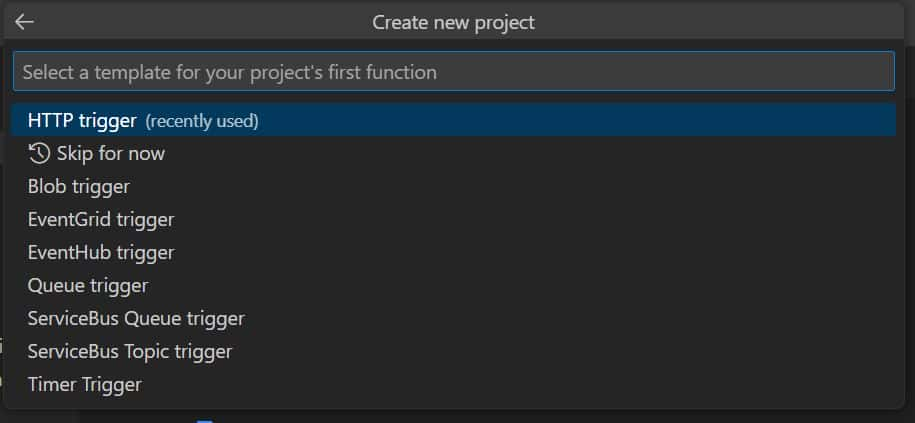 Create new project
Select a template for your project's first function
HTTP trigger (recently used)
Skip for now
Blob trigger
EventGrid trigger
EventHub trigger
Queue trigger
ServiceBus Queue trigger
ServiceBus Topic trigger
Timer Trigger